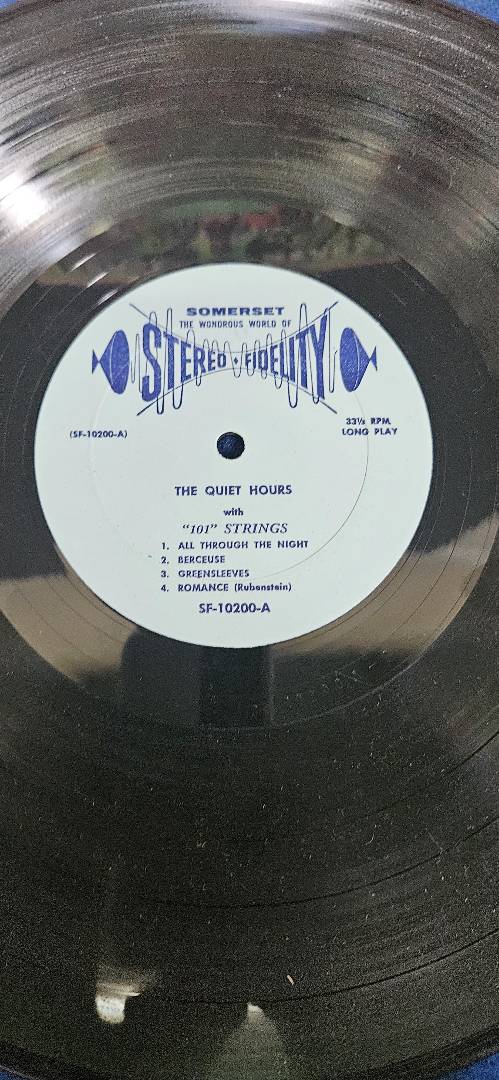 SOMERSET
THE WONDROUS WORLD OF
STEREO • FIDELITY
(SF-10200-A)
33⅓ RPM
LONG PLAY
THE QUIET HOURS
with
"101" STRINGS
1. ALL THROUGH THE NIGHT
2. BERCEUSE
3. GREENSLEEVES
4. ROMANCE (Rubenstein)
SF-10200-A